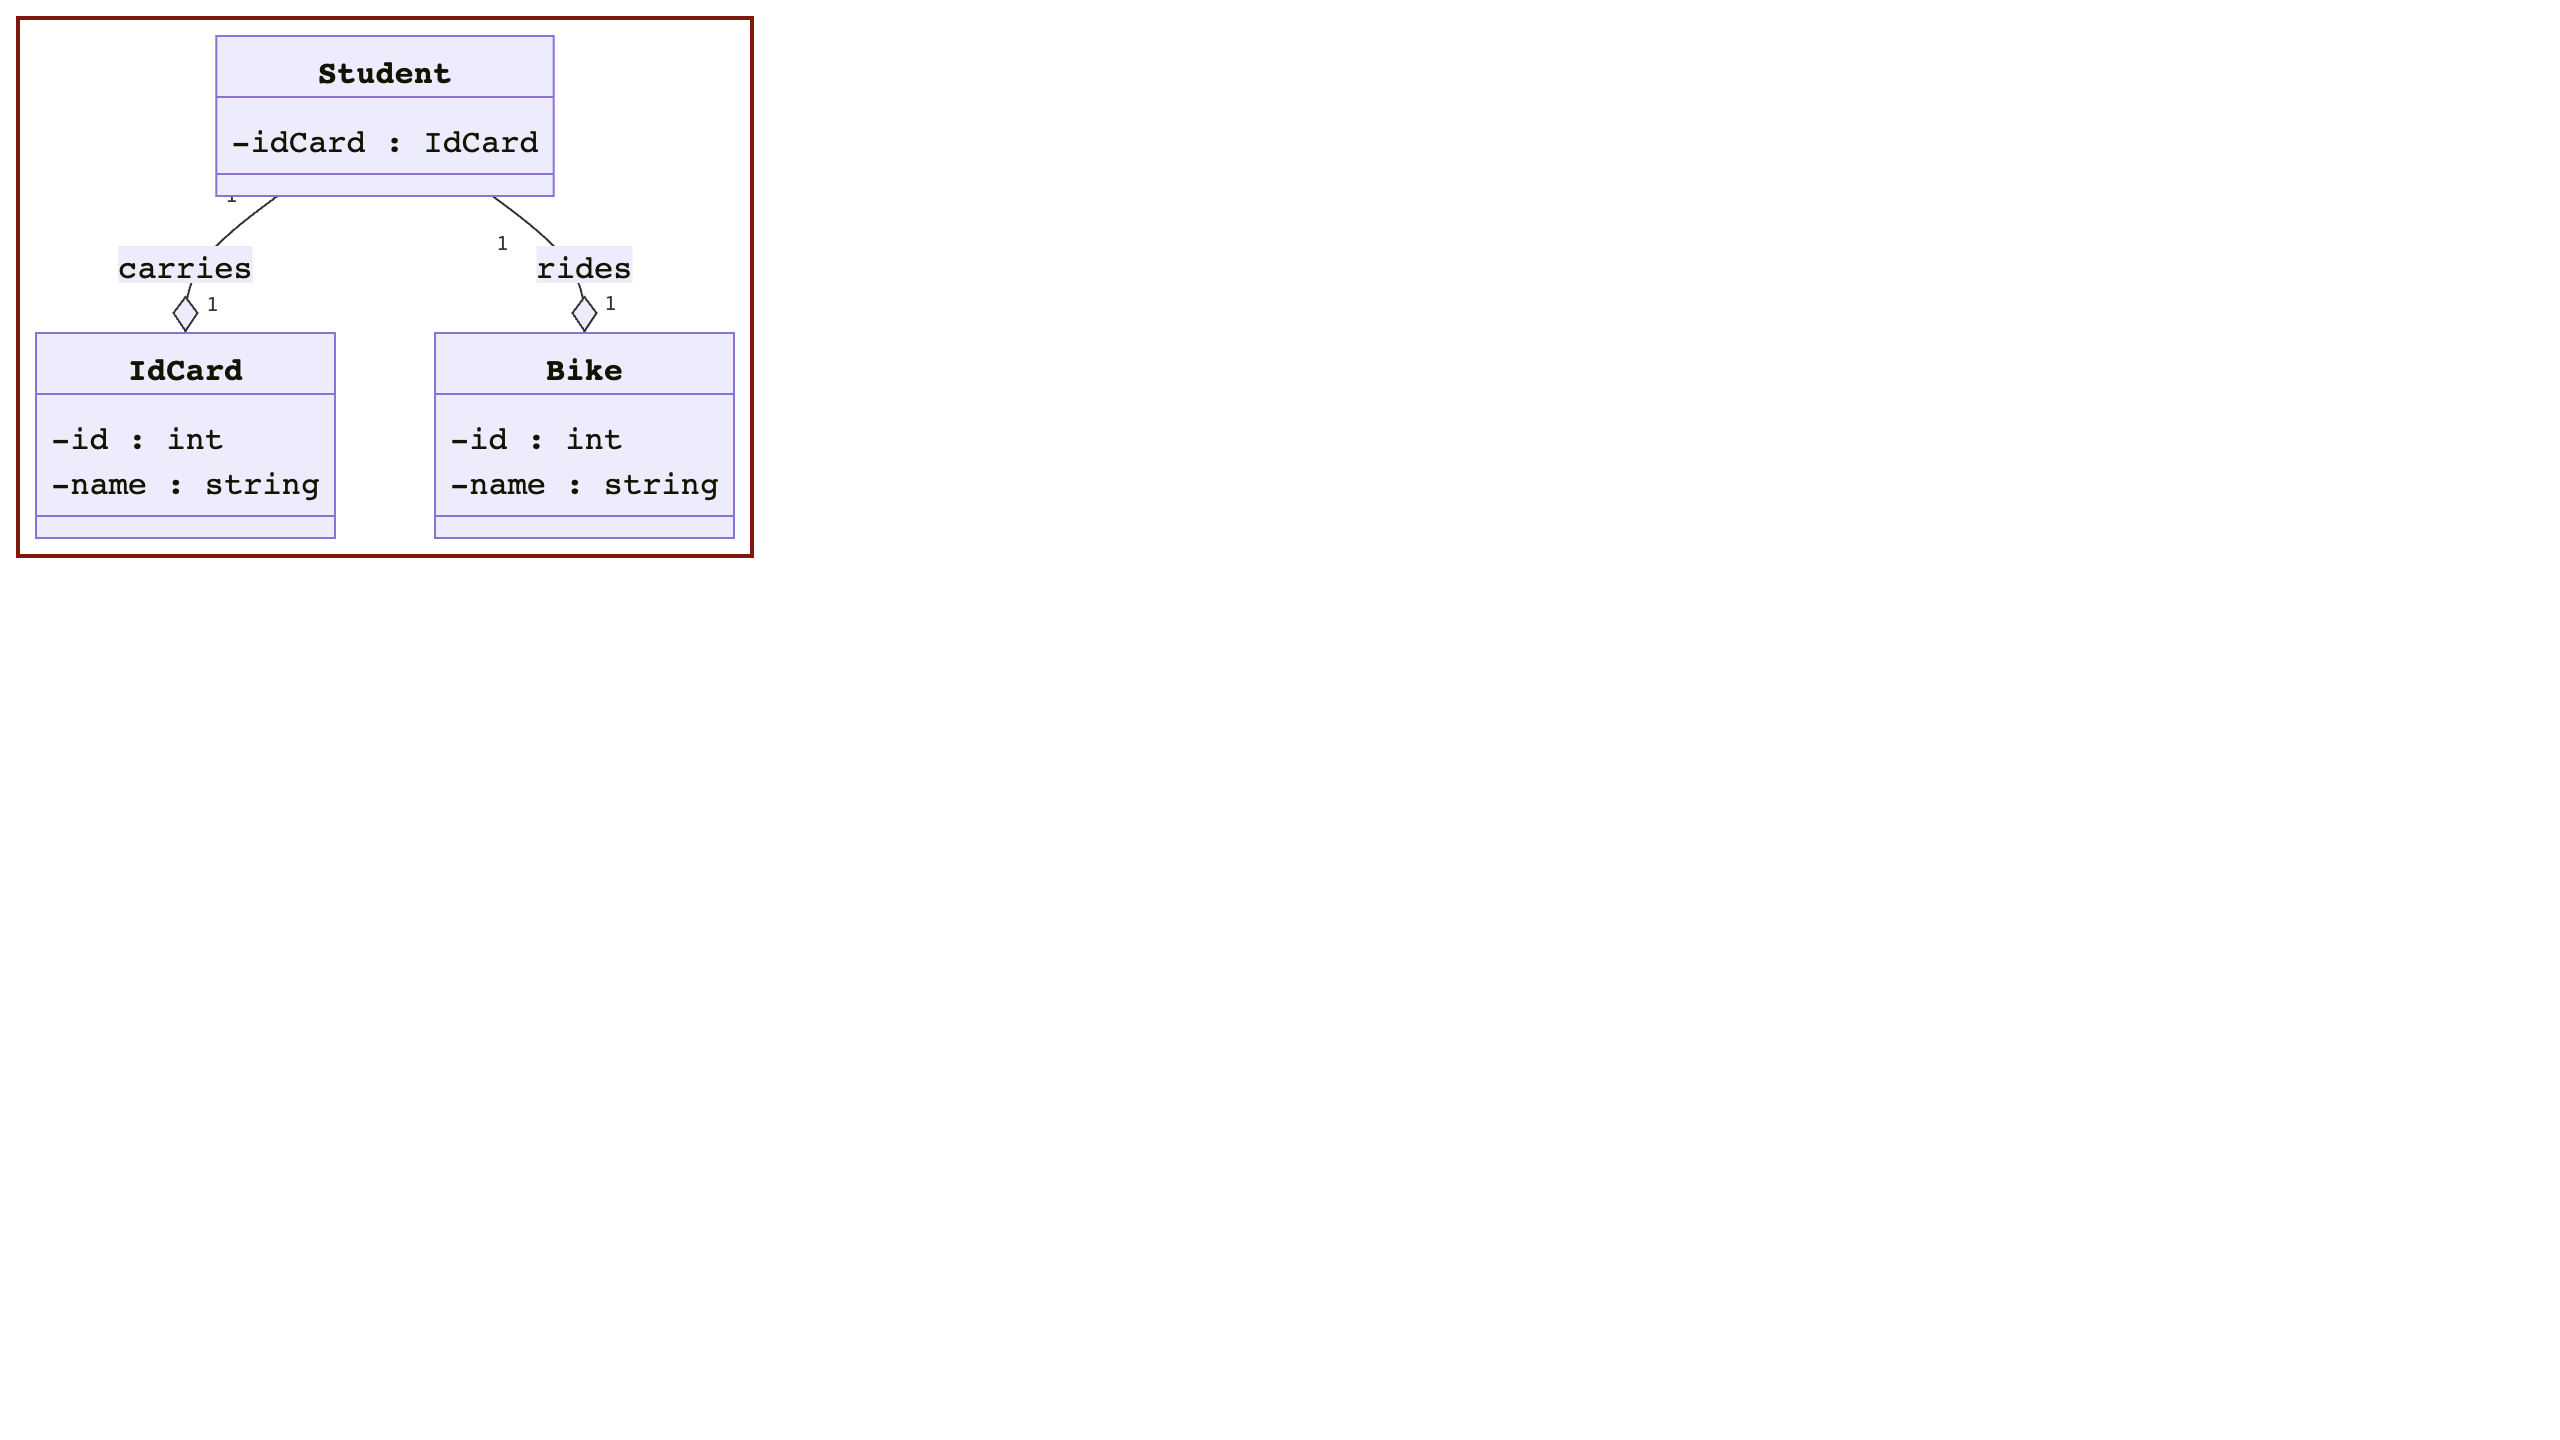 Student
-idCard : IdCard
1
1
carries
rides
1
1
IdCard
-id : int
-name : string
Bike
-id : int
-name : string